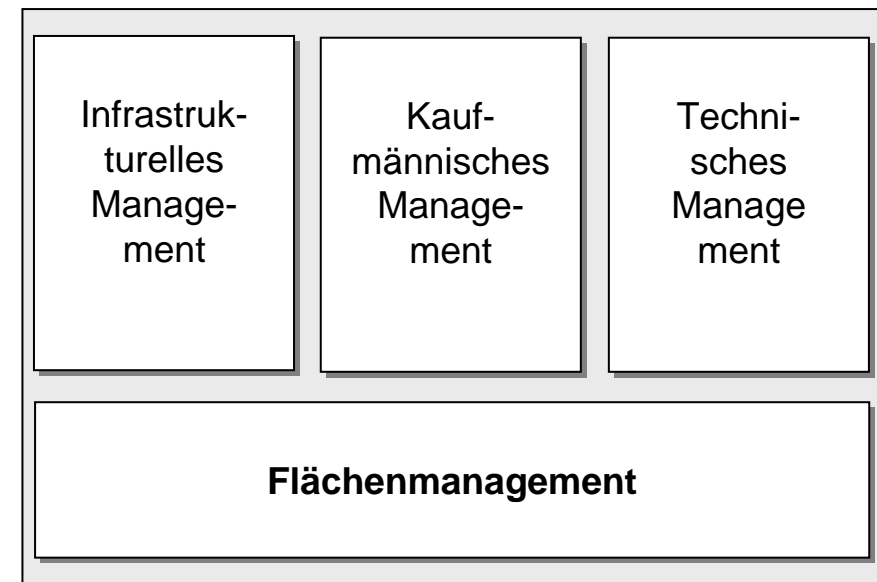 Infrastruk-
turelles
Manage-
ment
Kauf-
männisches
Manage-
ment
Techni-
sches
Manage
ment
Flächenmanagement